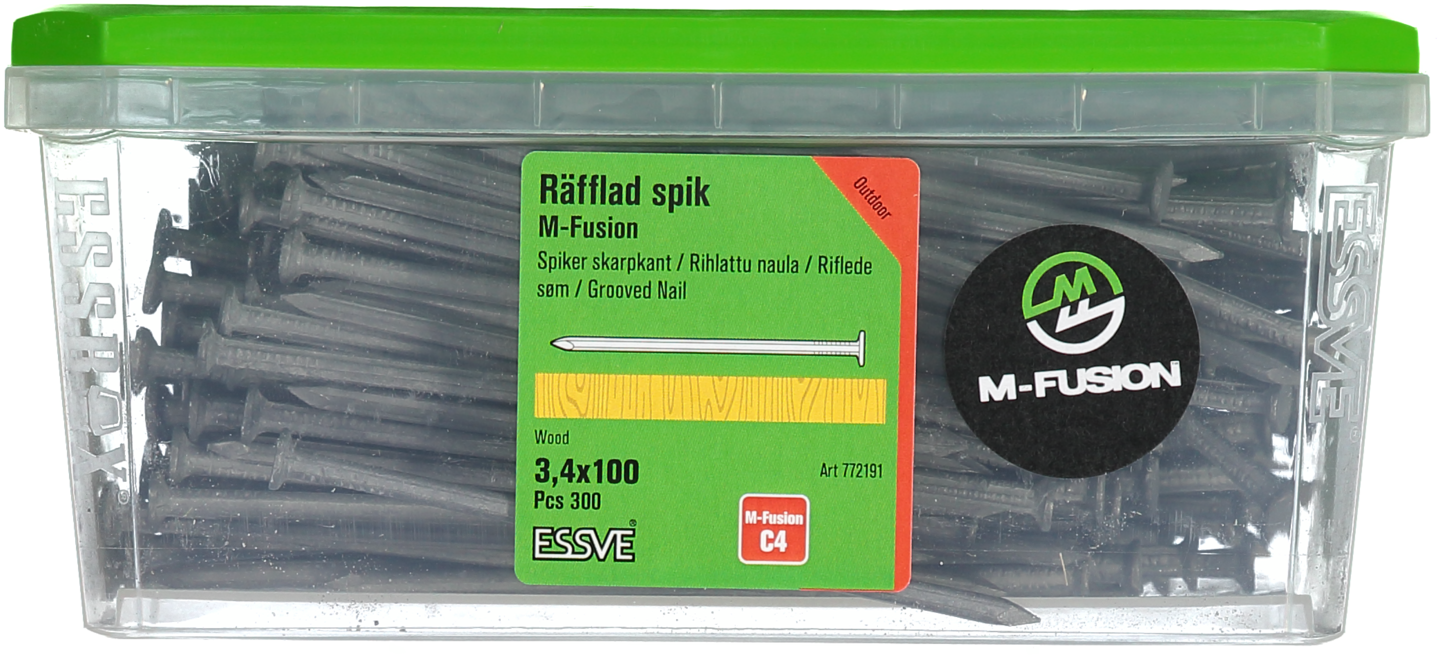 Räfflad spik
M-Fusion
Spiker skarpkant / Rihlattu naula / Riflede
søm / Grooved Nail
Outdoor
Wood
3,4x100
Pcs 300
Art 772191
ESSVE®
M-Fusion
C4
MF
M-FUSION
ESSBOX®
ESSVE®